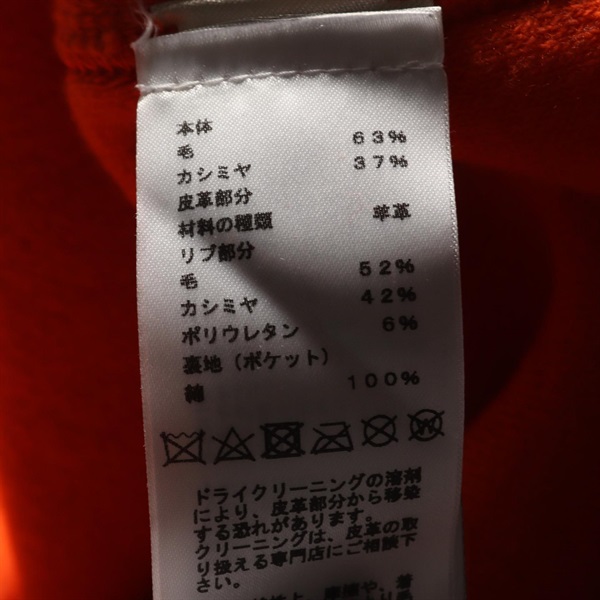 本体
毛 63%
カシミヤ 37%
皮革部分
材料の種類 羊革
リブ部分
毛 52%
カシミヤ 42%
ポリウレタン 6%
裏地(ポケット)
綿 100%
ドライクリーニングの溶剤
により、皮革部分から移染
する恐れがあります。
クリーニングは、皮革の取
り扱える専門店にご相談下
さい。